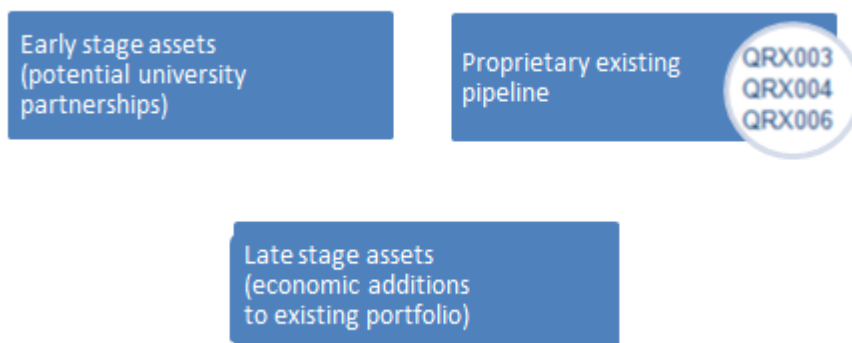 Early stage assets
(potential university
partnerships)
Proprietary existing
pipeline
QRX003
QRX004
QRX006
Late stage assets
(economic additions
to existing portfolio)